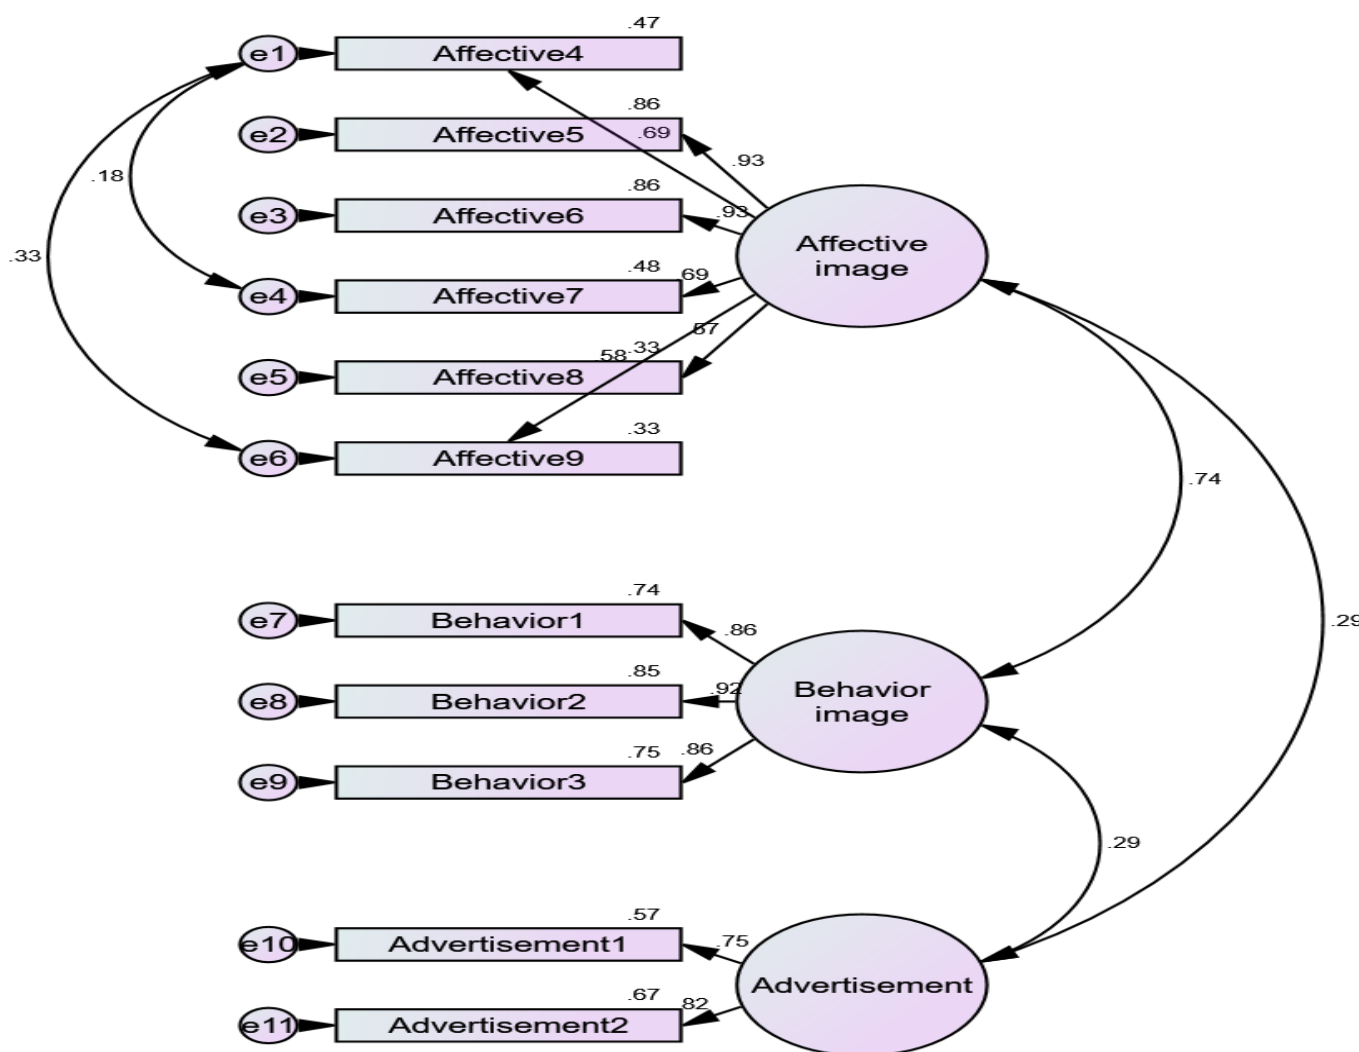 .47
e1
Affective4
.86
e2
Affective5
.69
.93
.86
e3
Affective6
.93
Affective
image
.18
.33
.48
e4
Affective7
.69
.57
.58
.33
e5
Affective8
.33
e6
Affective9
.74
.29
.74
e7
Behavior1
.86
.85
e8
Behavior2
.92
Behavior
image
.75
.86
e9
Behavior3
.29
.57
e10
Advertisement1
.75
Advertisement
.67
.82
e11
Advertisement2